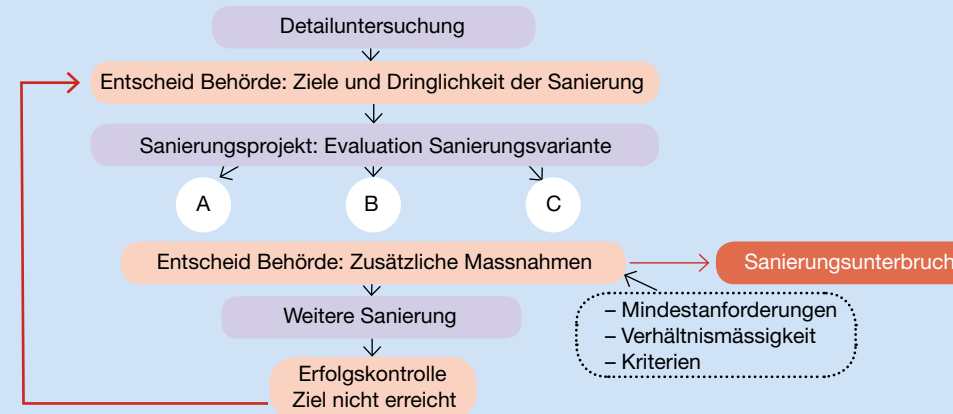 Detailuntersuchung
Entscheid Behörde: Ziele und Dringlichkeit der Sanierung
Sanierungsprojekt: Evaluation Sanierungsvariante
A
B
C
Entscheid Behörde: Zusätzliche Massnahmen
Sanierungsunterbruch
Weitere Sanierung
– Mindestanforderungen
– Verhältnismässigkeit
– Kriterien
Erfolgskontrolle
Ziel nicht erreicht